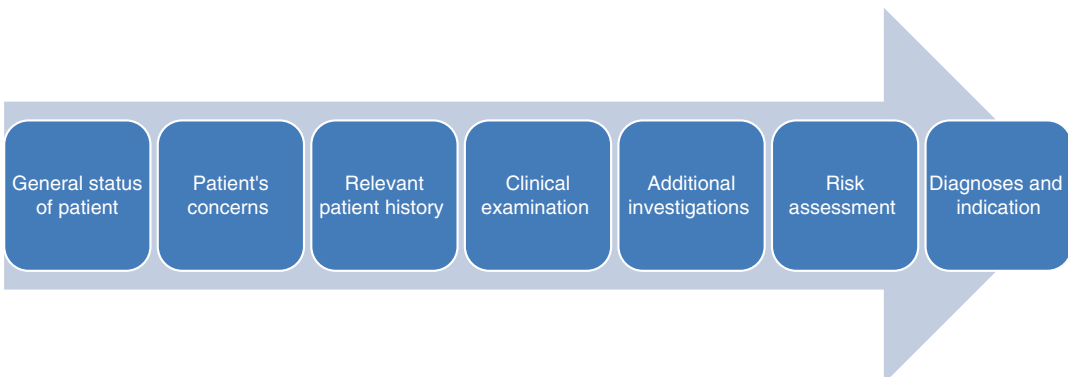 General status
of patient
Patient's
concerns
Relevant
patient history
Clinical
examination
Additional
investigations
Risk
assessment
Diagnoses and
indication